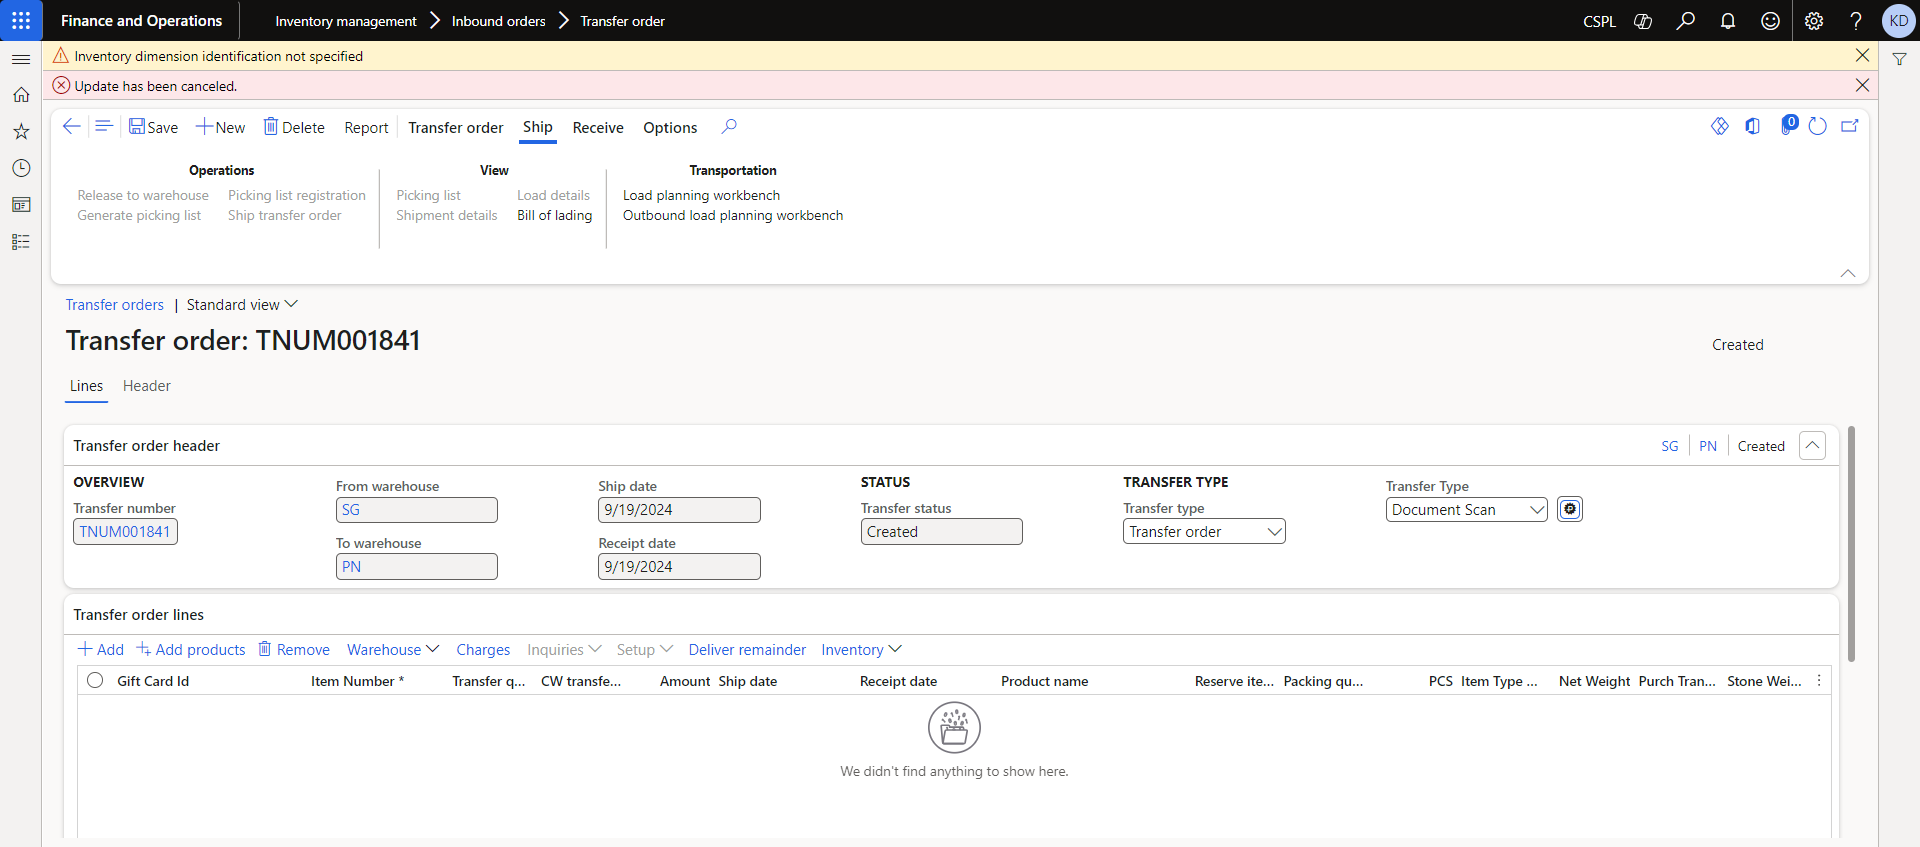 Finance and Operations
Inventory management > Inbound orders > Transfer order
CSPL
KD
Inventory dimension identification not specified
Update has been canceled.
Save New Delete Report Transfer order Ship Receive Options
0
Operations View Transportation
Release to warehouse Picking list registration Picking list Load details Load planning workbench
Generate picking list Ship transfer order Shipment details Bill of lading Outbound load planning workbench
Transfer orders | Standard view
Transfer order: TNUM001841
Created
Lines Header
Transfer order header
SG PN Created
OVERVIEW
Transfer number
TNUM001841
From warehouse
SG
To warehouse
PN
Ship date
9/19/2024
Receipt date
9/19/2024
STATUS
Transfer status
Created
TRANSFER TYPE
Transfer type
Transfer order
Transfer Type
Document Scan
Transfer order lines
Add Add products Remove Warehouse Charges Inquiries Setup Deliver remainder Inventory
Gift Card Id Item Number * Transfer q... CW transfe... Amount Ship date Receipt date Product name Reserve ite... Packing qu... PCS Item Type ... Net Weight Purch Tran... Stone Wei...
We didn't find anything to show here.